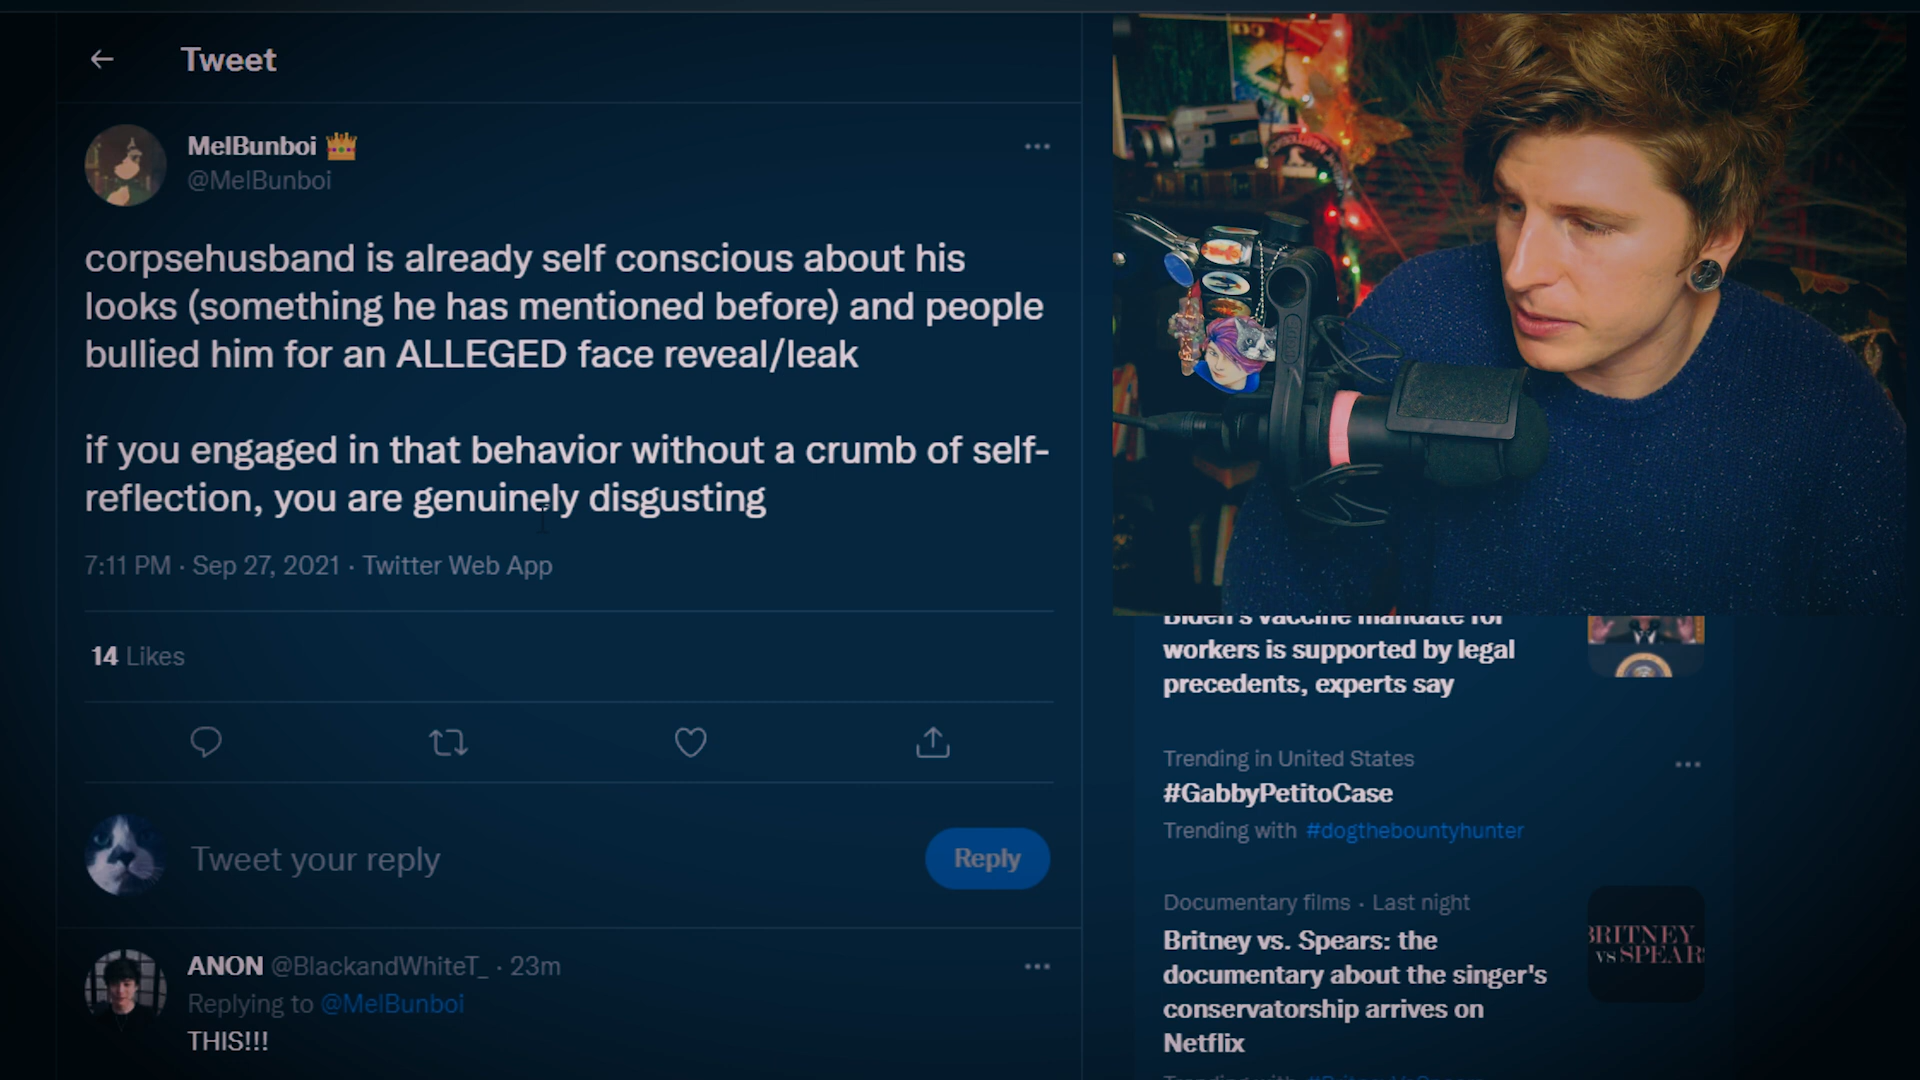 Tweet
MelBunboi
@MelBunboi
corpsehusband is already self conscious about his
looks (something he has mentioned before) and people
bullied him for an ALLEGED face reveal/leak
if you engaged in that behavior without a crumb of self-
reflection, you are genuinely disgusting
7:11 PM · Sep 27, 2021 · Twitter Web App
14 Likes
Tweet your reply
Reply
ANON @BlackandWhiteT_ · 23m
Replying to @MelBunboi
THIS!!!
Biden's vaccine mandate for
workers is supported by legal
precedents, experts say
Trending in United States
#GabbyPetitoCase
Trending with #dogthebountyhunter
Documentary films · Last night
Britney vs. Spears: the
documentary about the singer's
conservatorship arrives on
Netflix
BRITNEY
VS SPEARS